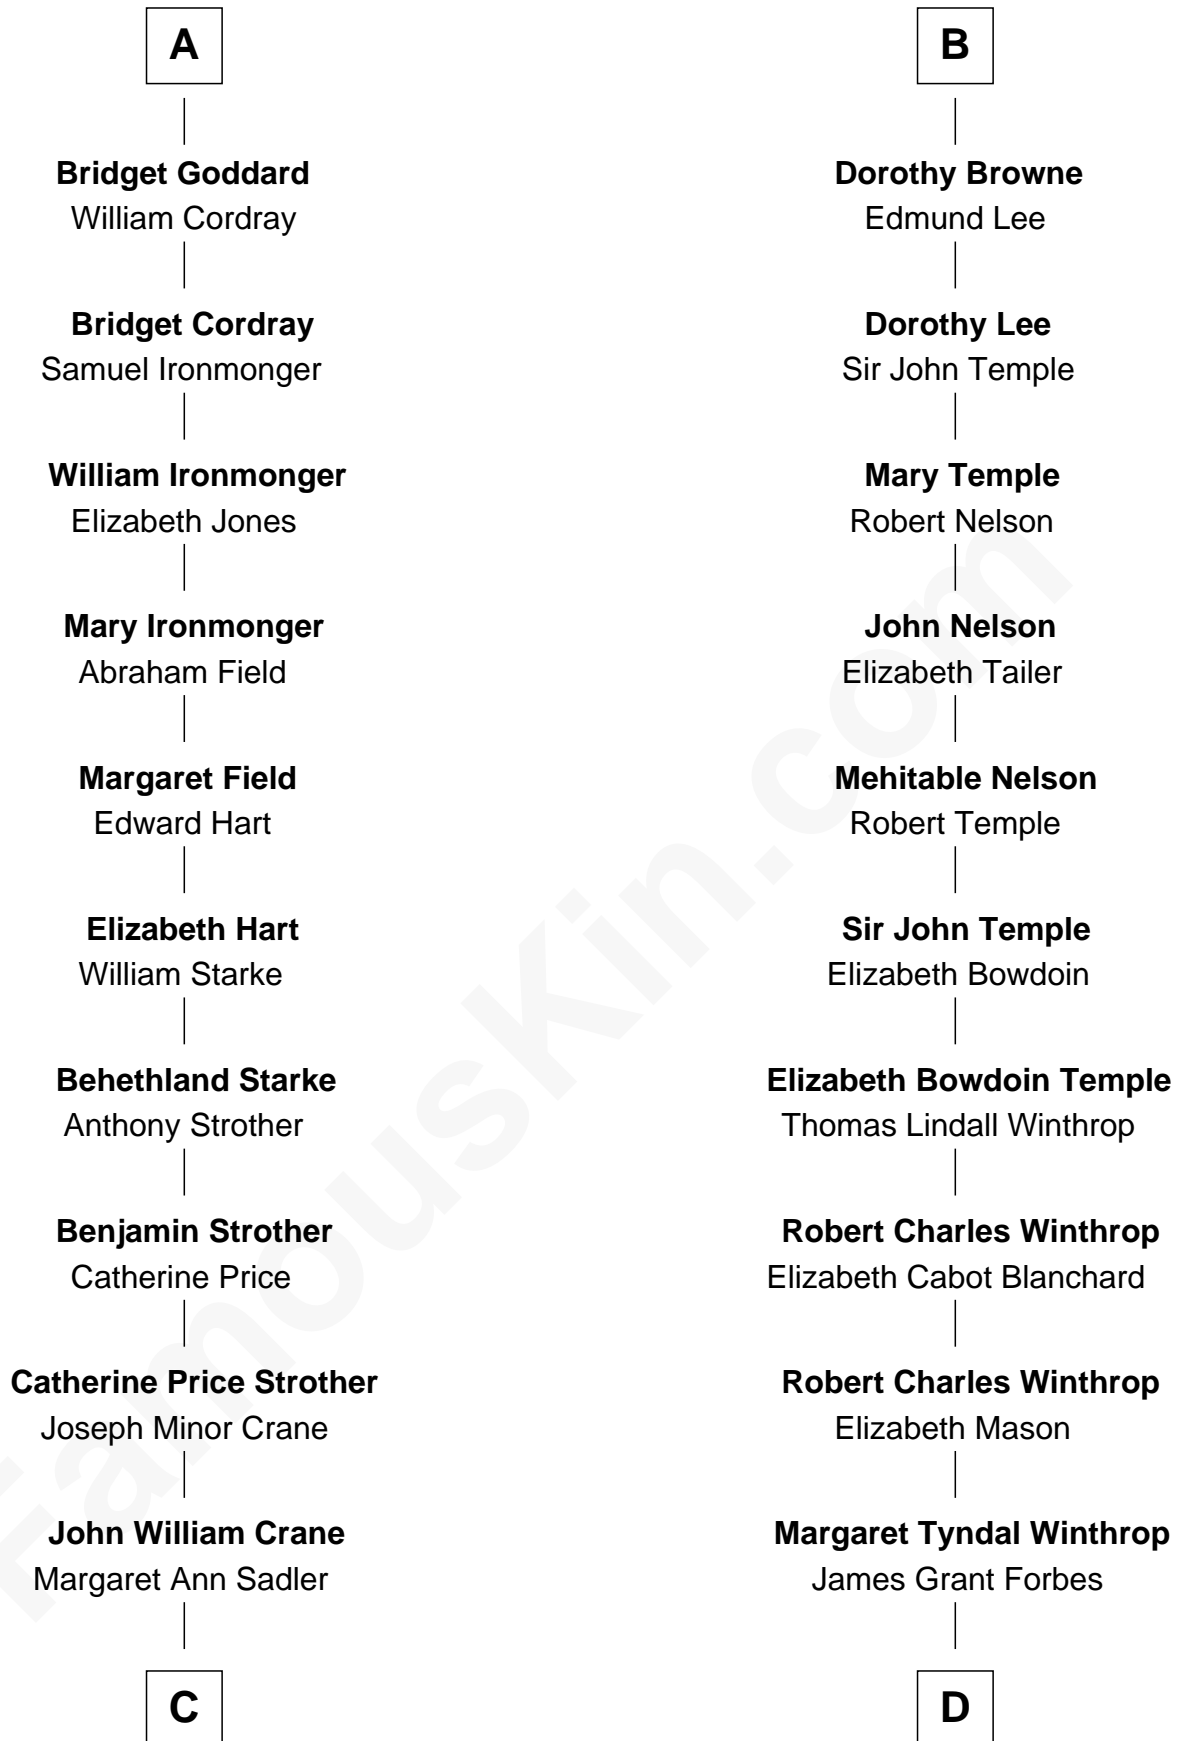 A
Bridget Goddard
William Cordray
Bridget Cordray
Samuel Ironmonger
William Ironmonger
Elizabeth Jones
Mary Ironmonger
Abraham Field
Margaret Field
Edward Hart
Elizabeth Hart
William Starke
Behethland Starke
Anthony Strother
Benjamin Strother
Catherine Price
Catherine Price Strother
Joseph Minor Crane
John William Crane
Margaret Ann Sadler
C
B
Dorothy Browne
Edmund Lee
Dorothy Lee
Sir John Temple
Mary Temple
Robert Nelson
John Nelson
Elizabeth Tailer
Mehitable Nelson
Robert Temple
Sir John Temple
Elizabeth Bowdoin
Elizabeth Bowdoin Temple
Thomas Lindall Winthrop
Robert Charles Winthrop
Elizabeth Cabot Blanchard
Robert Charles Winthrop
Elizabeth Mason
Margaret Tyndal Winthrop
James Grant Forbes
D
FamousKin.com